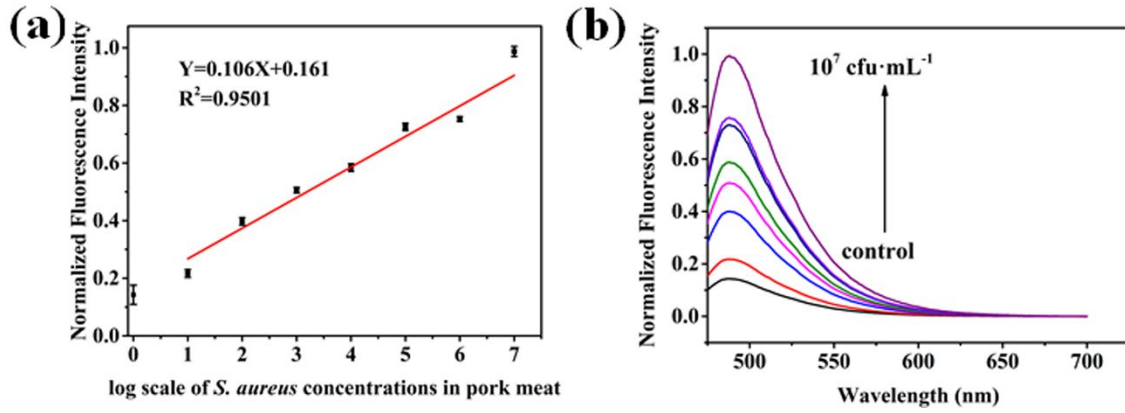 (a)
Normalized Fluorescence Intensity
1.0
0.8
0.6
0.4
0.2
0.0
Y=0.106X+0.161
R²=0.9501
0 1 2 3 4 5 6 7
log scale of S. aureus concentrations in pork meat
(b)
Normalized Fluorescence Intensity
1.0
0.8
0.6
0.4
0.2
0.0
10⁷ cfu·mL⁻¹
control
500 550 600 650 700
Wavelength (nm)